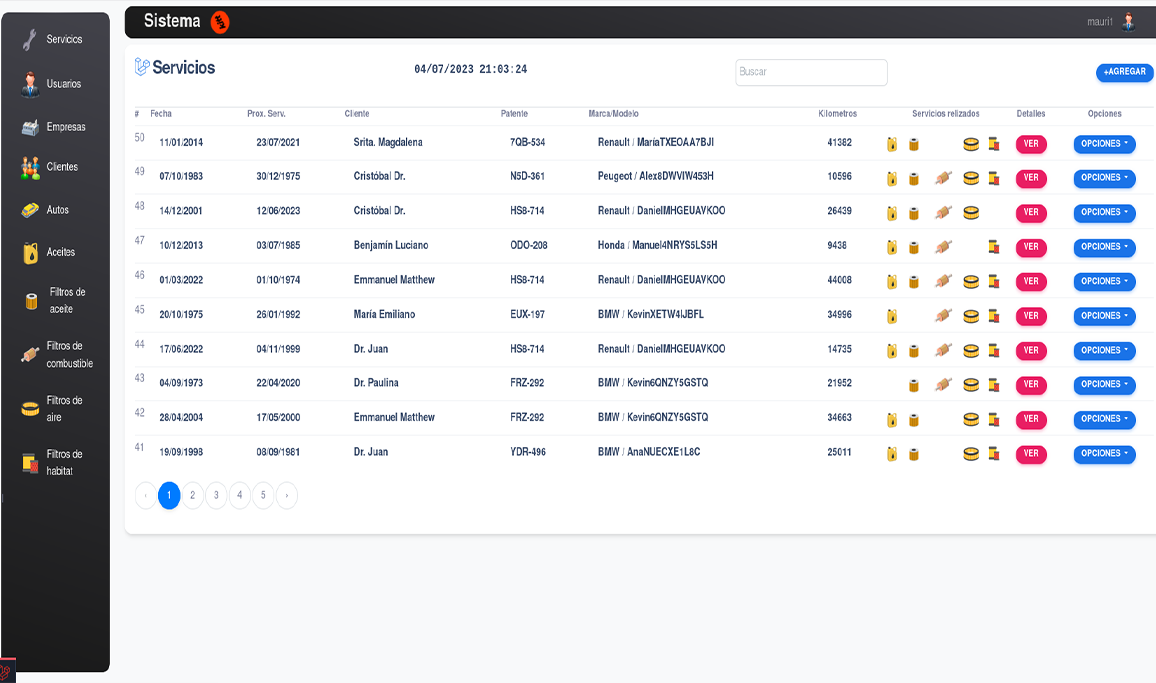 Sistema
maurit
Servicios
Usuarios
Empresas
Clientes
Autos
Aceites
Filtros de
aceite
Filtros de
combustible
Filtros de
aire
Filtros de
habitat
Servicios
04/07/2023 21:03:24
Buscar
+AGREGAR
# Fecha Prox. Serv. Cliente Patente Marca/Modelo Kilometros Servicios relizados Detalles Opciones
50 11/01/2014 23/07/2021 Srita. Magdalena 7QB-534 Renault / MaríaTXEOAA7BJI 41382 VER OPCIONES
49 07/10/1983 30/12/1975 Cristóbal Dr. N5D-361 Peugeot / Alex8DWVIW453H 10596 VER OPCIONES
48 14/12/2001 12/06/2023 Cristóbal Dr. HS8-714 Renault / DanielMHGEUAVKOO 26439 VER OPCIONES
47 10/12/2013 03/07/1985 Benjamín Luciano ODO-208 Honda / Manuel4NRYS5LS5H 9438 VER OPCIONES
46 01/03/2022 01/10/1974 Emmanuel Matthew HS8-714 Renault / DanielMHGEUAVKOO 44008 VER OPCIONES
45 20/10/1975 26/01/1992 María Emiliano EUX-197 BMW / KevinXETW4IJBFL 34996 VER OPCIONES
44 17/06/2022 04/11/1999 Dr. Juan HS8-714 Renault / DanielMHGEUAVKOO 14735 VER OPCIONES
43 04/09/1973 22/04/2020 Dr. Paulina FRZ-292 BMW / Kevin6QNZY5GSTQ 21952 VER OPCIONES
42 28/04/2004 17/05/2000 Emmanuel Matthew FRZ-292 BMW / Kevin6QNZY5GSTQ 34663 VER OPCIONES
41 19/09/1998 08/09/1981 Dr. Juan YDR-496 BMW / AnaNUECXE1L8C 25011 VER OPCIONES
‹ 1 2 3 4 5 ›